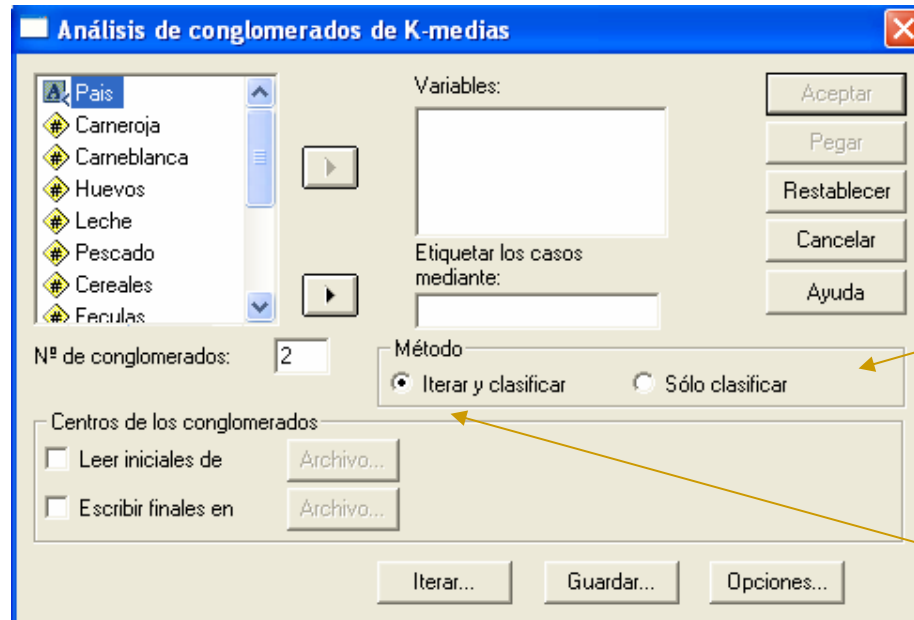 Análisis de conglomerados de K-medias
Pais
Carneroja
Carneblanca
Huevos
Leche
Pescado
Cereales
Feculas
Variables:
Etiquetar los casos
mediante:
Aceptar
Pegar
Restablecer
Cancelar
Ayuda
Nº de conglomerados: 2
Método
Iterar y clasificar Sólo clasificar
Centros de los conglomerados
Leer iniciales de Archivo...
Escribir finales en Archivo...
Iterar... Guardar... Opciones...